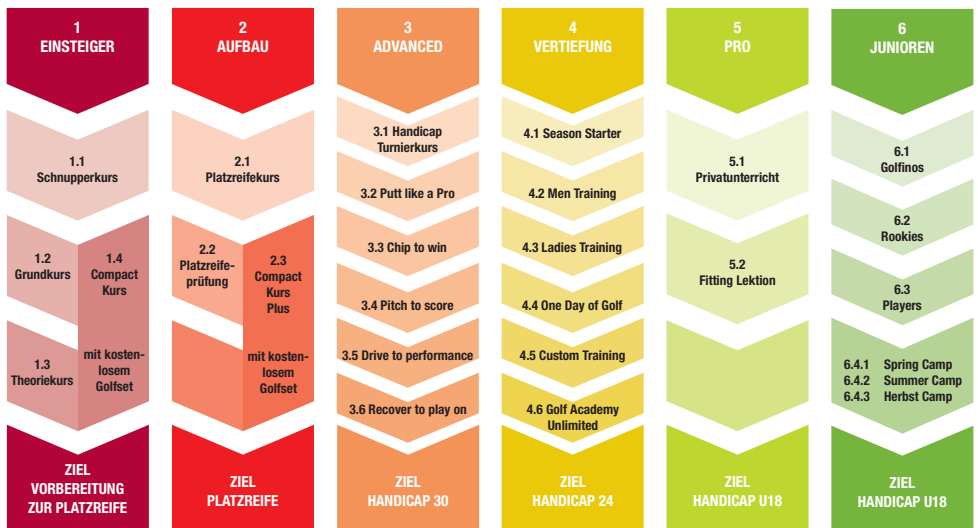 1
EINSTEIGER
1.1
Schnupperkurs
1.2
Grundkurs
1.3
Theoriekurs
1.4
Compact
Kurs
mit kosten-
losem
Golfset
ZIEL
VORBEREITUNG
ZUR PLATZREIFE
2
AUFBAU
2.1
Platzreifekurs
2.2
Platzreife-
prüfung
2.3
Compact
Kurs
Plus
mit kosten-
losem
Golfset
ZIEL
PLATZREIFE
3
ADVANCED
3.1 Handicap
Turnierkurs
3.2 Putt like a Pro
3.3 Chip to win
3.4 Pitch to score
3.5 Drive to performance
3.6 Recover to play on
ZIEL
HANDICAP 30
4
VERTIEFUNG
4.1 Season Starter
4.2 Men Training
4.3 Ladies Training
4.4 One Day of Golf
4.5 Custom Training
4.6 Golf Academy
Unlimited
ZIEL
HANDICAP 24
5
PRO
5.1
Privatunterricht
5.2
Fitting Lektion
ZIEL
HANDICAP U18
6
JUNIOREN
6.1
Golfinos
6.2
Rookies
6.3
Players
6.4.1 Spring Camp
6.4.2 Summer Camp
6.4.3 Herbst Camp
ZIEL
HANDICAP U18